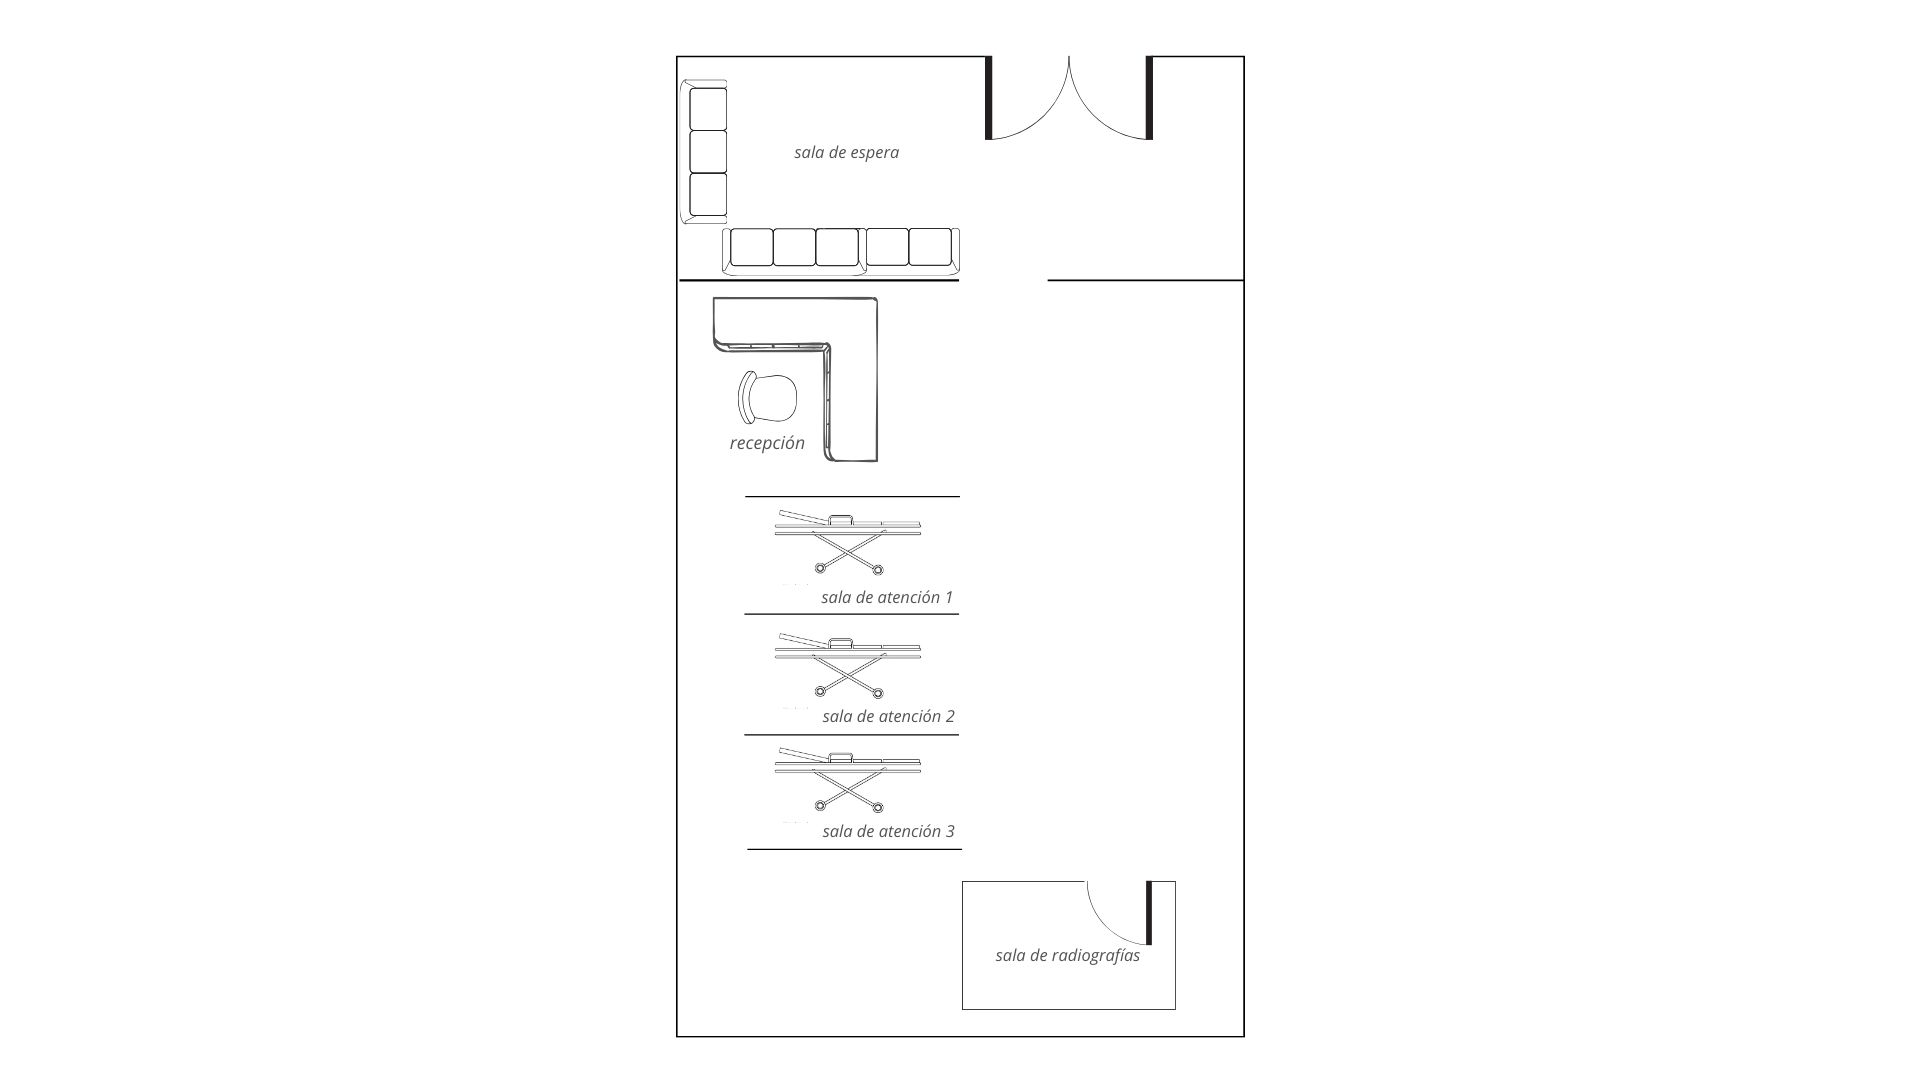 sala de espera
recepción
sala de atención 1
sala de atención 2
sala de atención 3
sala de radiografías